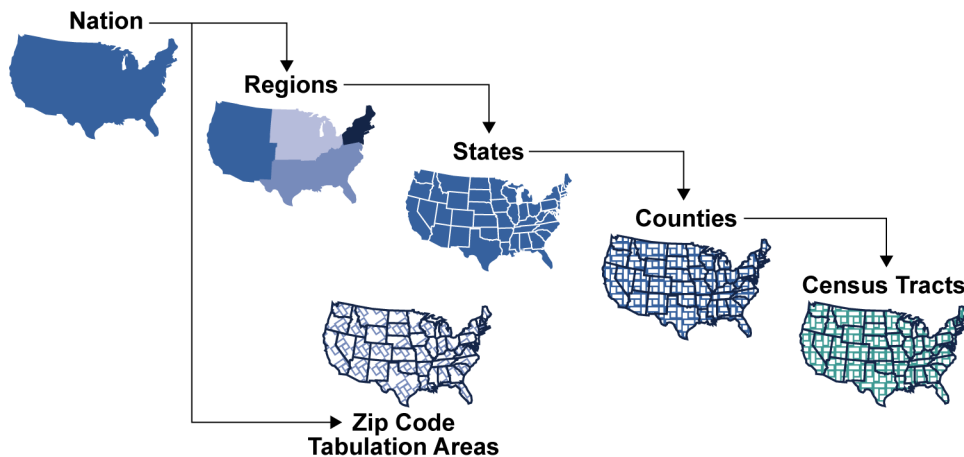 Nation
Regions
States
Counties
Census Tracts
Zip Code
Tabulation Areas